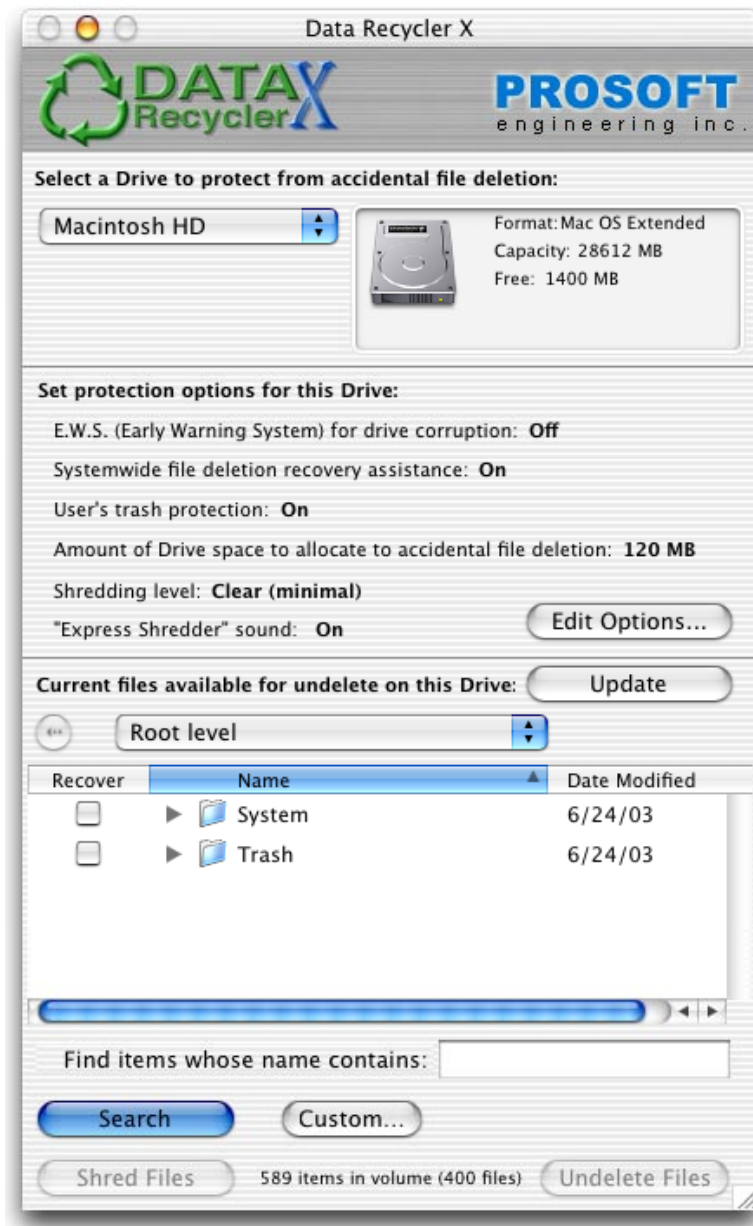 Data Recycler X
DATA X
Recycler
PROSOFT
engineering inc.
Select a Drive to protect from accidental file deletion:
Macintosh HD
Format: Mac OS Extended
Capacity: 28612 MB
Free: 1400 MB
Set protection options for this Drive:
E.W.S. (Early Warning System) for drive corruption: Off
Systemwide file deletion recovery assistance: On
User's trash protection: On
Amount of Drive space to allocate to accidental file deletion: 120 MB
Shredding level: Clear (minimal)
"Express Shredder" sound: On
Edit Options...
Current files available for undelete on this Drive:
Update
Root level
Recover Name Date Modified
System 6/24/03
Trash 6/24/03
Find items whose name contains:
Search Custom...
Shred Files 589 items in volume (400 files) Undelete Files